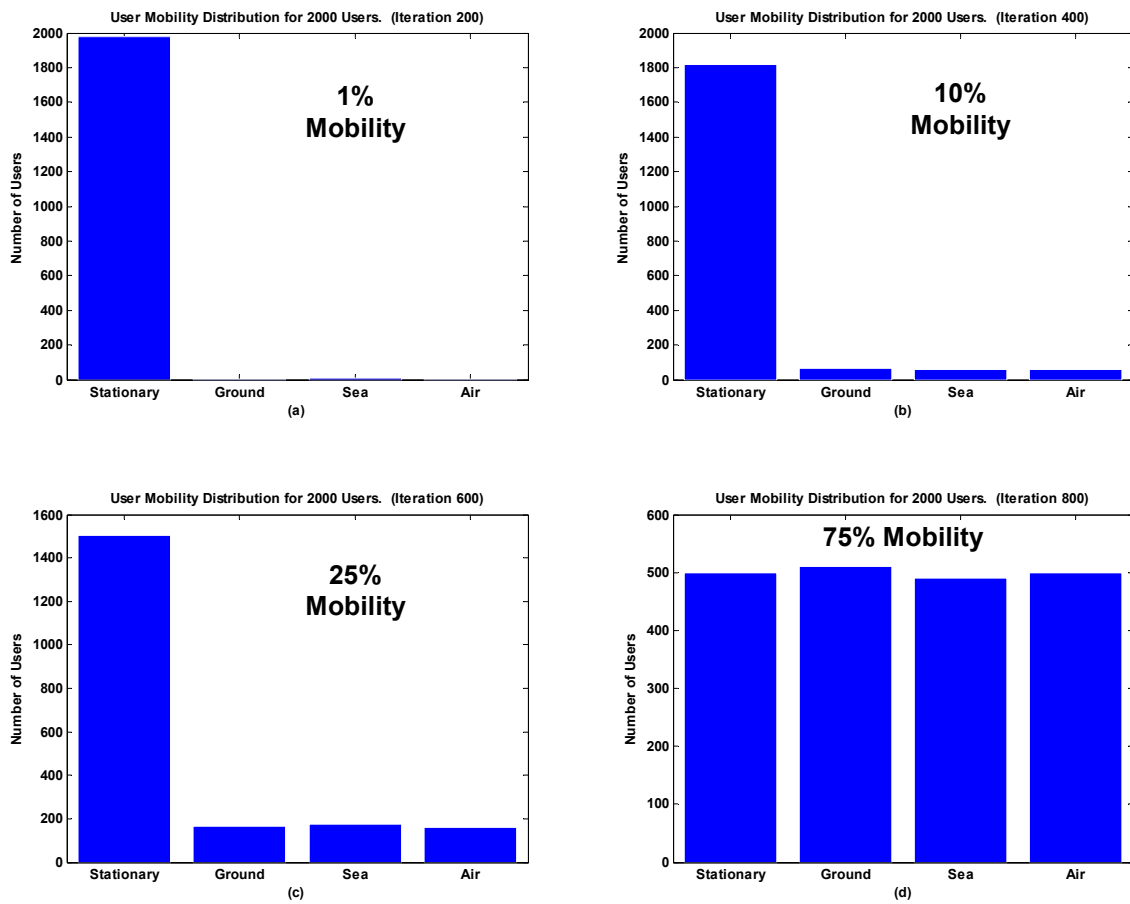 User Mobility Distribution for 2000 Users. (Iteration 200)
2000
1800
1600
1400
1200
1000
800
600
400
200
0
Number of Users
1%
Mobility
Stationary Ground Sea Air
(a)
User Mobility Distribution for 2000 Users. (Iteration 400)
2000
1800
1600
1400
1200
1000
800
600
400
200
0
Number of Users
10%
Mobility
Stationary Ground Sea Air
(b)
User Mobility Distribution for 2000 Users. (Iteration 600)
1600
1400
1200
1000
800
600
400
200
0
Number of Users
25%
Mobility
Stationary Ground Sea Air
(c)
User Mobility Distribution for 2000 Users. (Iteration 800)
600
500
400
300
200
100
0
Number of Users
75% Mobility
Stationary Ground Sea Air
(d)